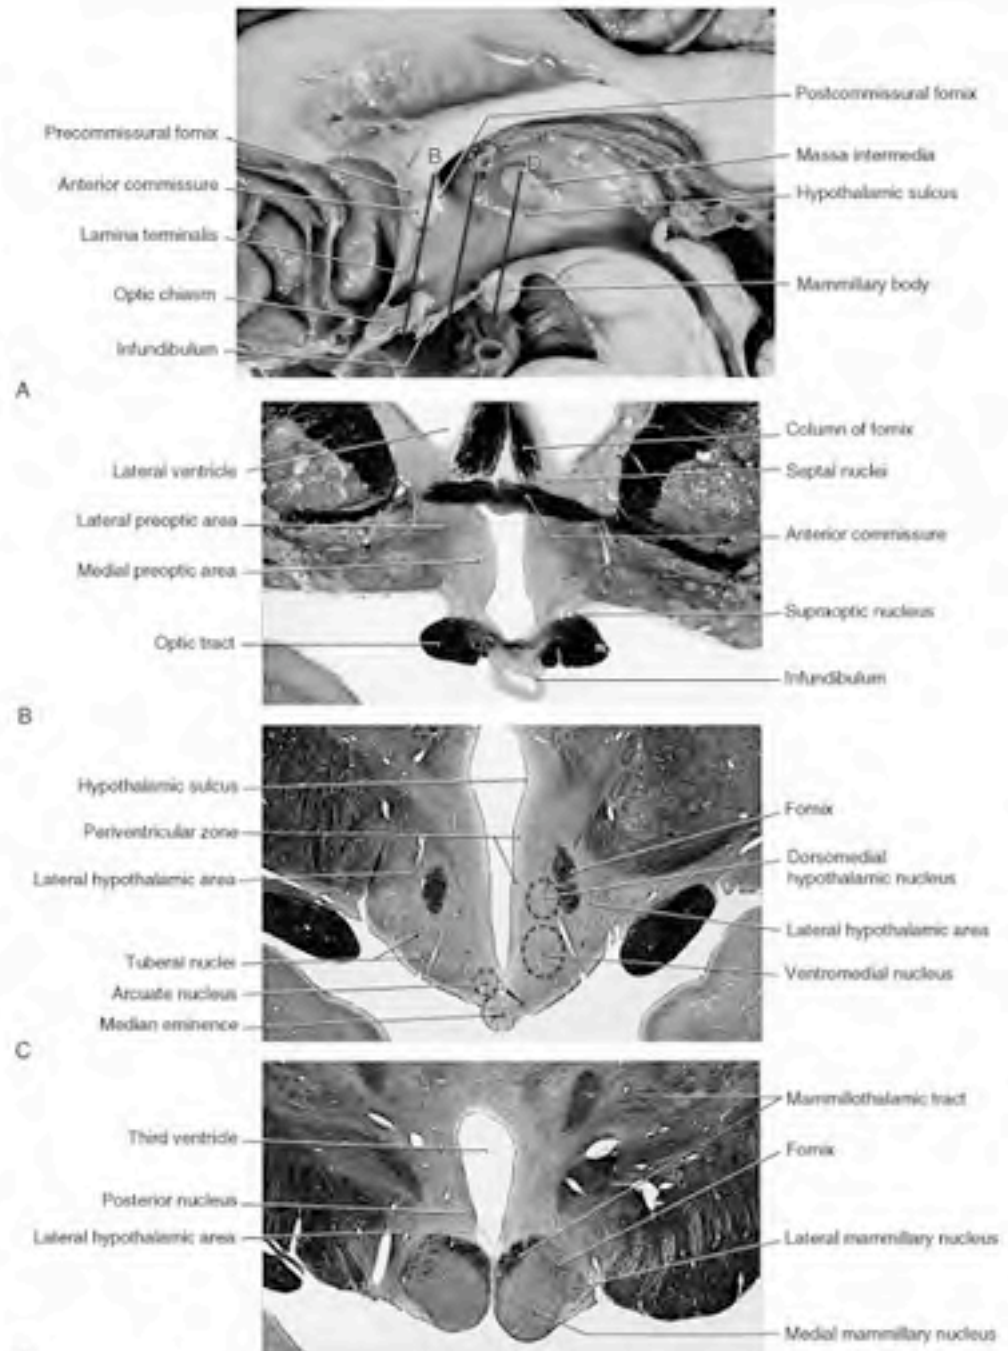 Precommissural fornix
Anterior commissure
Lamina terminalis
Optic chiasm
Infundibulum
B
D
Postcommissural fornix
Massa intermedia
Hypothalamic sulcus
Mammillary body
A
Lateral ventricle
Lateral preoptic area
Medial preoptic area
Optic tract
Column of fornix
Septal nuclei
Anterior commissure
Supraoptic nucleus
Infundibulum
B
Hypothalamic sulcus
Periventricular zone
Lateral hypothalamic area
Tuberal nuclei
Arcuate nucleus
Median eminence
Fornix
Dorsomedial
hypothalamic nucleus
Lateral hypothalamic area
Ventromedial nucleus
C
Third ventricle
Posterior nucleus
Lateral hypothalamic area
Mammillothalamic tract
Fornix
Lateral mammillary nucleus
Medial mammillary nucleus